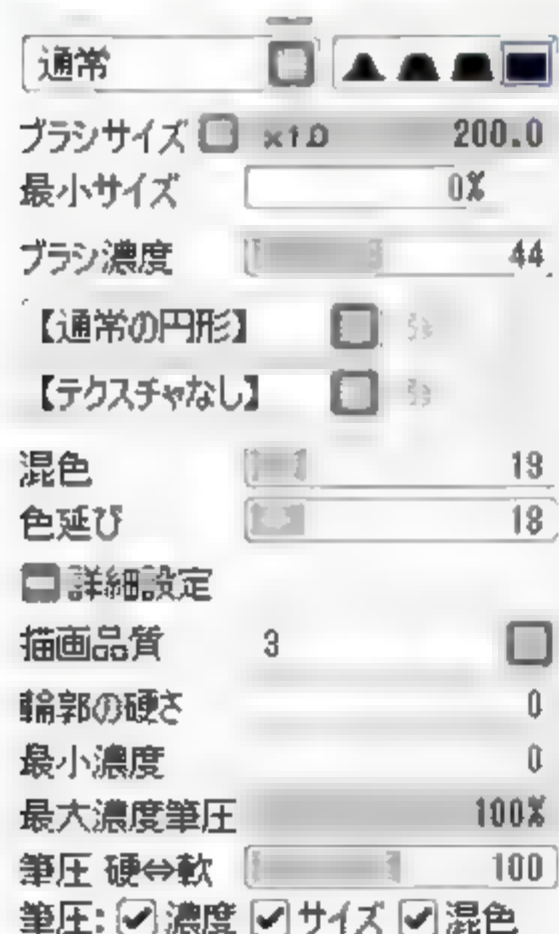 通常
ブラシサイズ ×1.0 200.0
最小サイズ 0%
ブラシ濃度 44
【通常の円形】
【テクスチャなし】
混色 19
色延び 18
詳細設定
描画品質 3
輪郭の硬さ 0
最小濃度 0
最大濃度筆圧 100%
筆圧 硬⇔軟 100
筆圧: 濃度 サイズ 混色